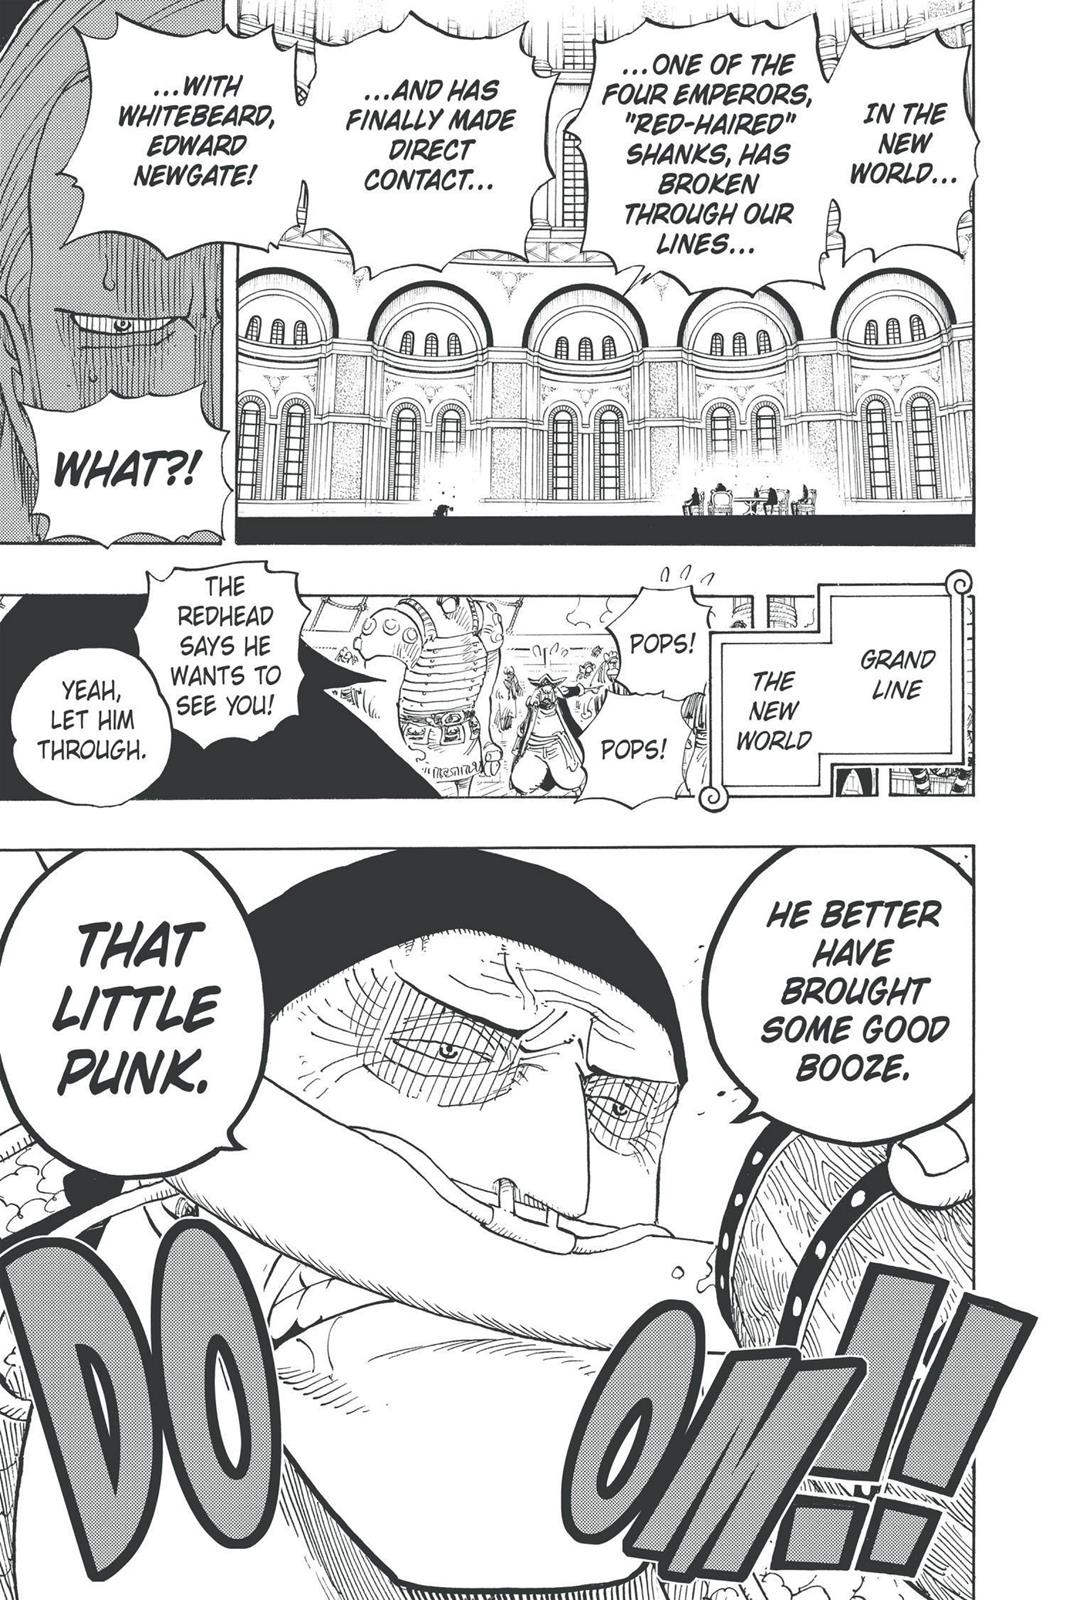 IN THE
NEW
WORLD...
...ONE OF THE
FOUR EMPERORS,
"RED-HAIRED"
SHANKS, HAS
BROKEN
THROUGH OUR
LINES...
...AND HAS
FINALLY MADE
DIRECT
CONTACT...
...WITH
WHITEBEARD,
EDWARD
NEWGATE!
WHAT?!
GRAND
LINE
THE
NEW
WORLD
POPS!
POPS!
THE
REDHEAD
SAYS HE
WANTS TO
SEE YOU!
YEAH,
LET HIM
THROUGH.
HE BETTER
HAVE
BROUGHT
SOME GOOD
BOOZE.
THAT
LITTLE
PUNK.
DOOM!!